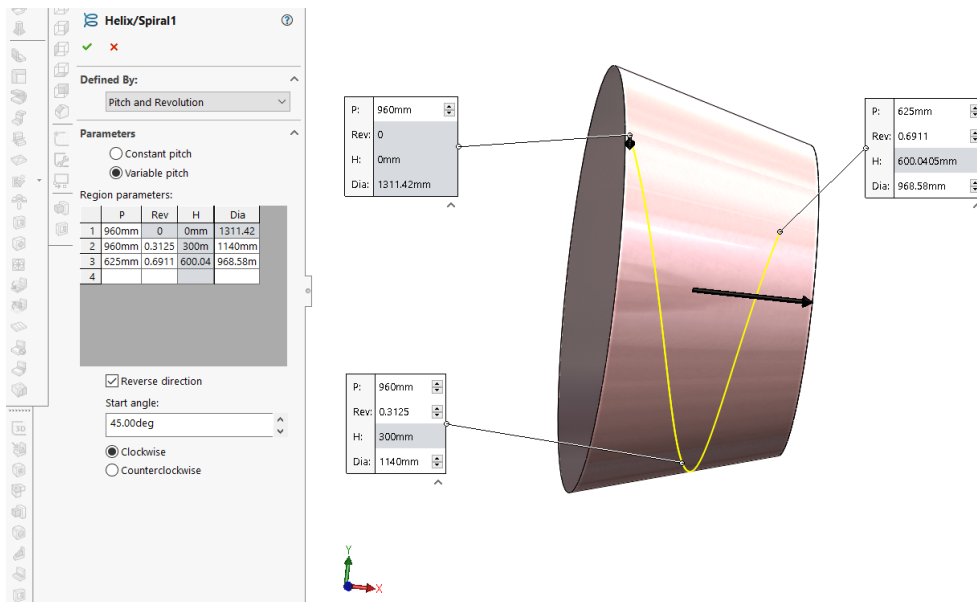 Helix/Spiral1
Defined By:
Pitch and Revolution
Parameters
Constant pitch
Variable pitch
Region parameters:
P Rev H Dia
1 960mm 0 0mm 1311.42
2 960mm 0.3125 300m 1140mm
3 625mm 0.6911 600.04 968.58m
4
Reverse direction
Start angle:
45.00deg
Clockwise
Counterclockwise
P: 960mm
Rev: 0
H: 0mm
Dia: 1311.42mm
P: 625mm
Rev: 0.6911
H: 600.0405mm
Dia: 968.58mm
P: 960mm
Rev: 0.3125
H: 300mm
Dia: 1140mm
Y
X
3D